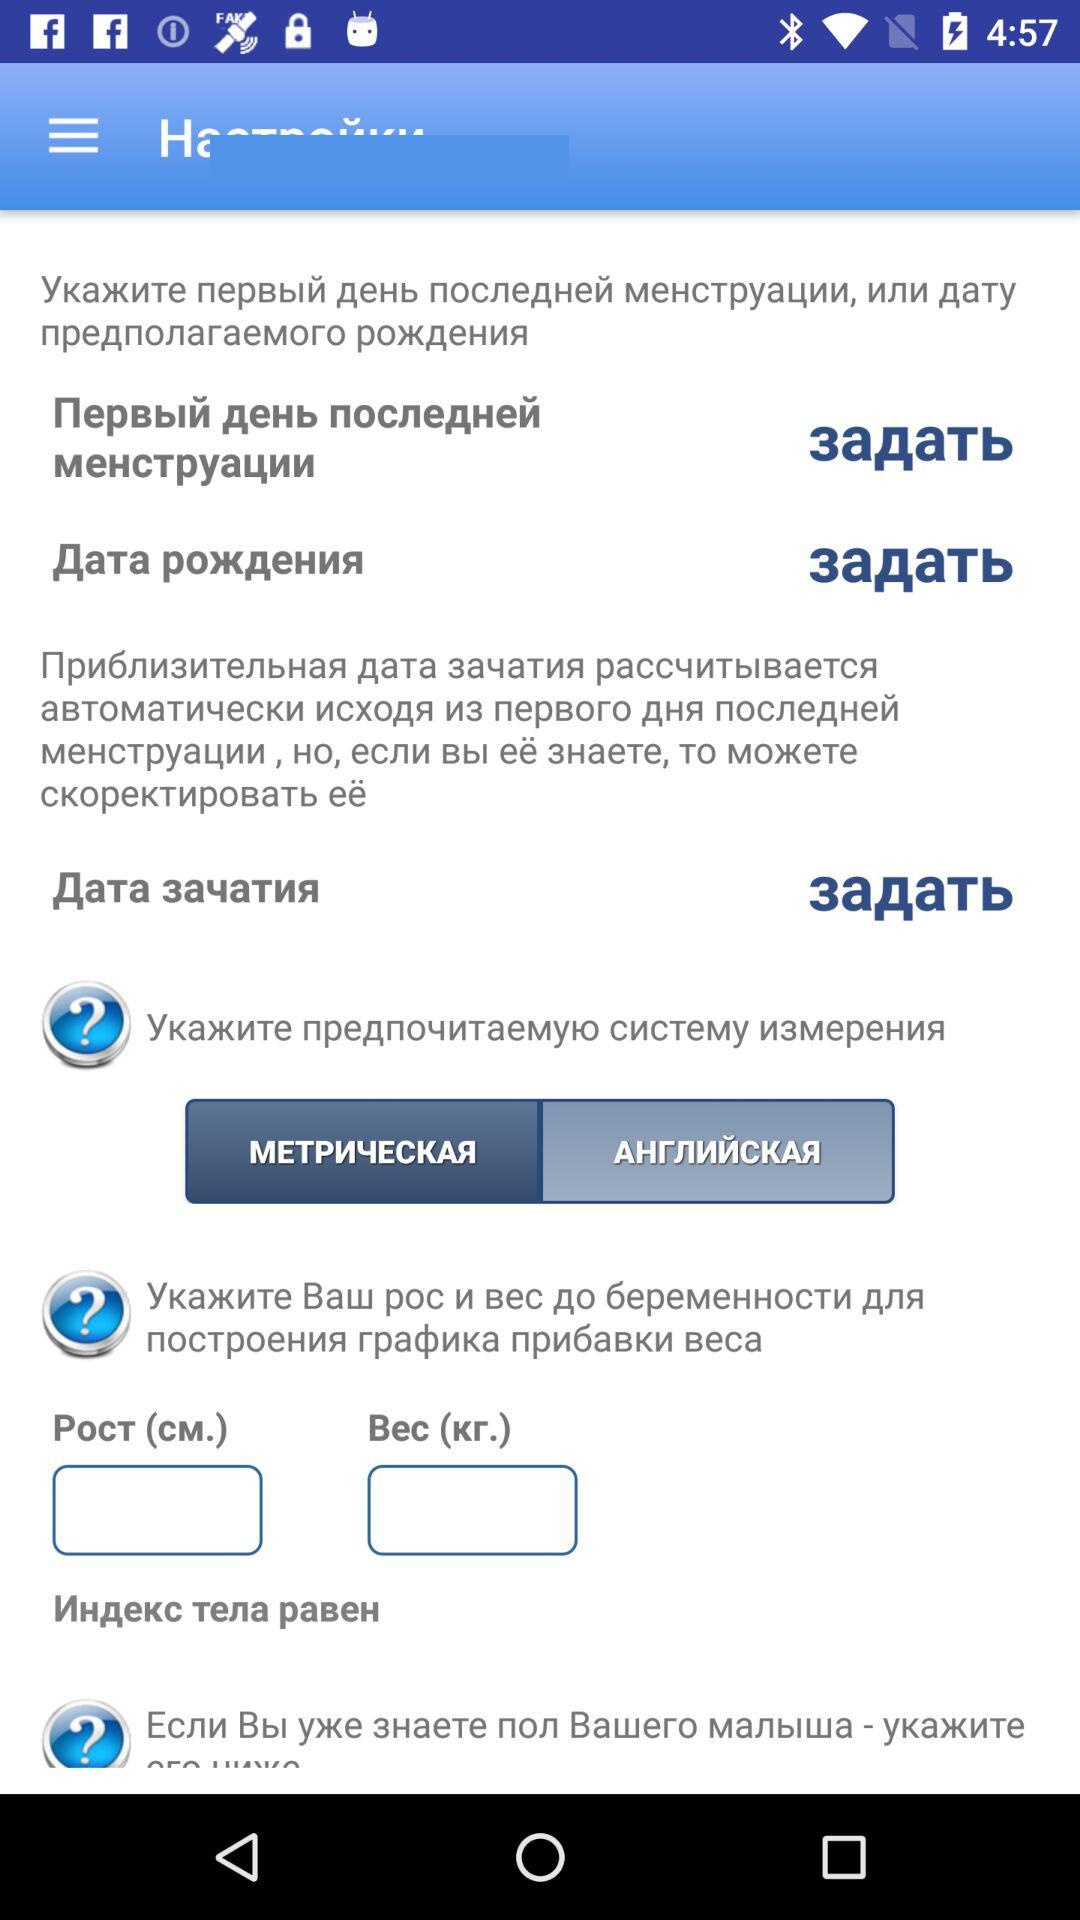 FAKE
4:57
Укажите первый день последней менструации, или дату
предполагаемого рождения
Первый день последней
менструации
задать
Дата рождения
задать
Приблизительная дата зачатия рассчитывается
автоматически исходя из первого дня последней
менструации , но, если вы её знаете, то можете
скоректировать её
Дата зачатия
задать
Укажите предпочитаемую систему измерения
МЕТРИЧЕСКАЯ
АНГЛИЙСКАЯ
Укажите Ваш рос и вес до беременности для
построения графика прибавки веса
Рост (см.)
Вес (кг.)
Индекс тела равен
Если Вы уже знаете пол Вашего малыша - укажите